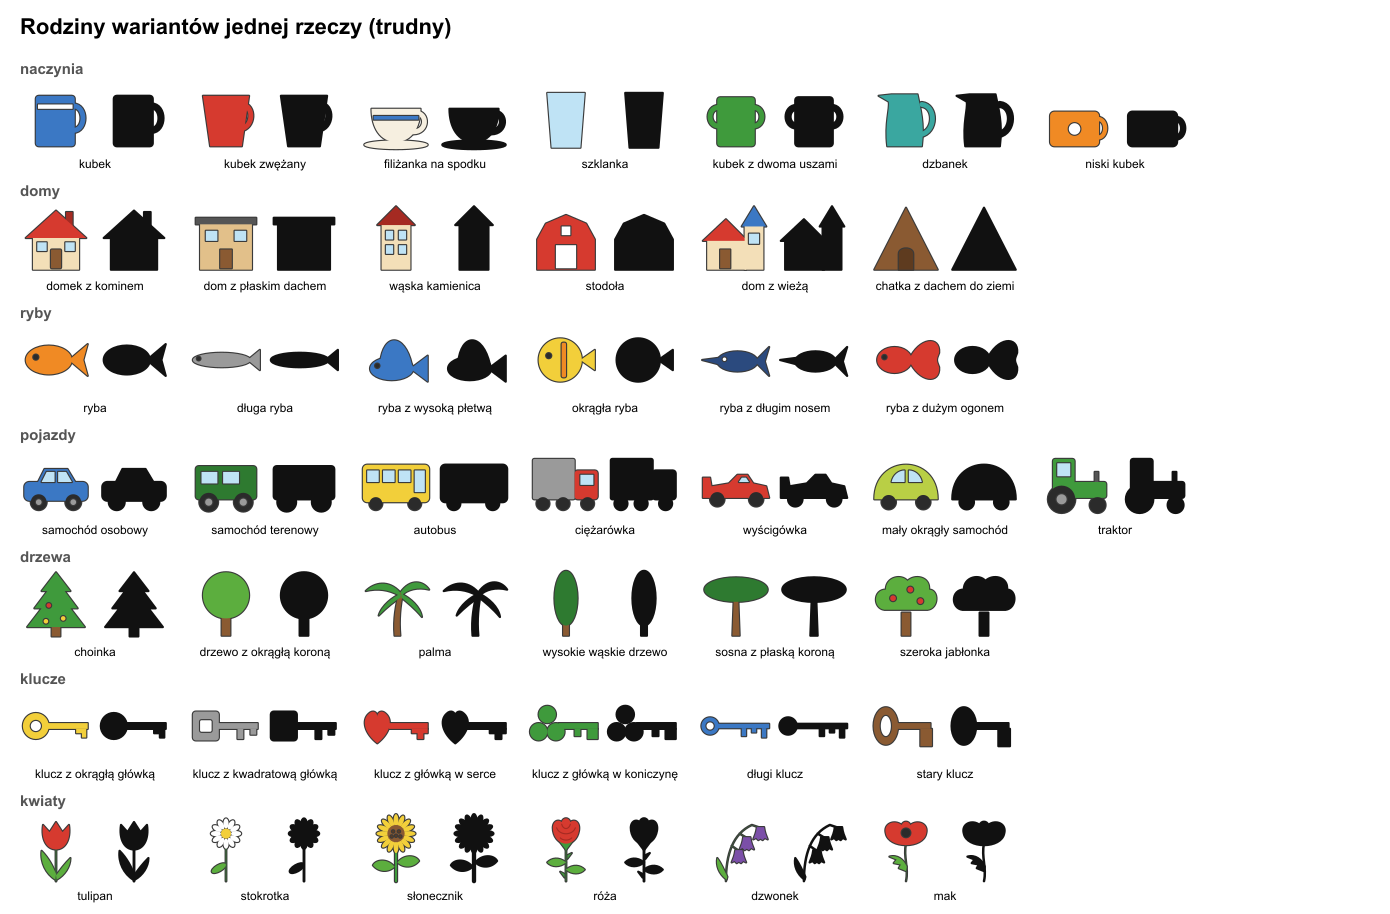 Rodziny wariantów jednej rzeczy (trudny)
naczynia
kubek kubek zwężany filiżanka na spodku szklanka kubek z dwoma uszami dzbanek niski kubek
domy
domek z kominem dom z płaskim dachem wąska kamienica stodoła dom z wieżą chatka z dachem do ziemi
ryby
ryba długa ryba ryba z wysoką płetwą okrągła ryba ryba z długim nosem ryba z dużym ogonem
pojazdy
samochód osobowy samochód terenowy autobus ciężarówka wyścigówka mały okrągły samochód traktor
drzewa
choinka drzewo z okrągłą koroną palma wysokie wąskie drzewo sosna z płaską koroną szeroka jabłonka
klucze
klucz z okrągłą główką klucz z kwadratową główką klucz z główką w serce klucz z główką w koniczynę długi klucz stary klucz
kwiaty
tulipan stokrotka słonecznik róża dzwonek mak